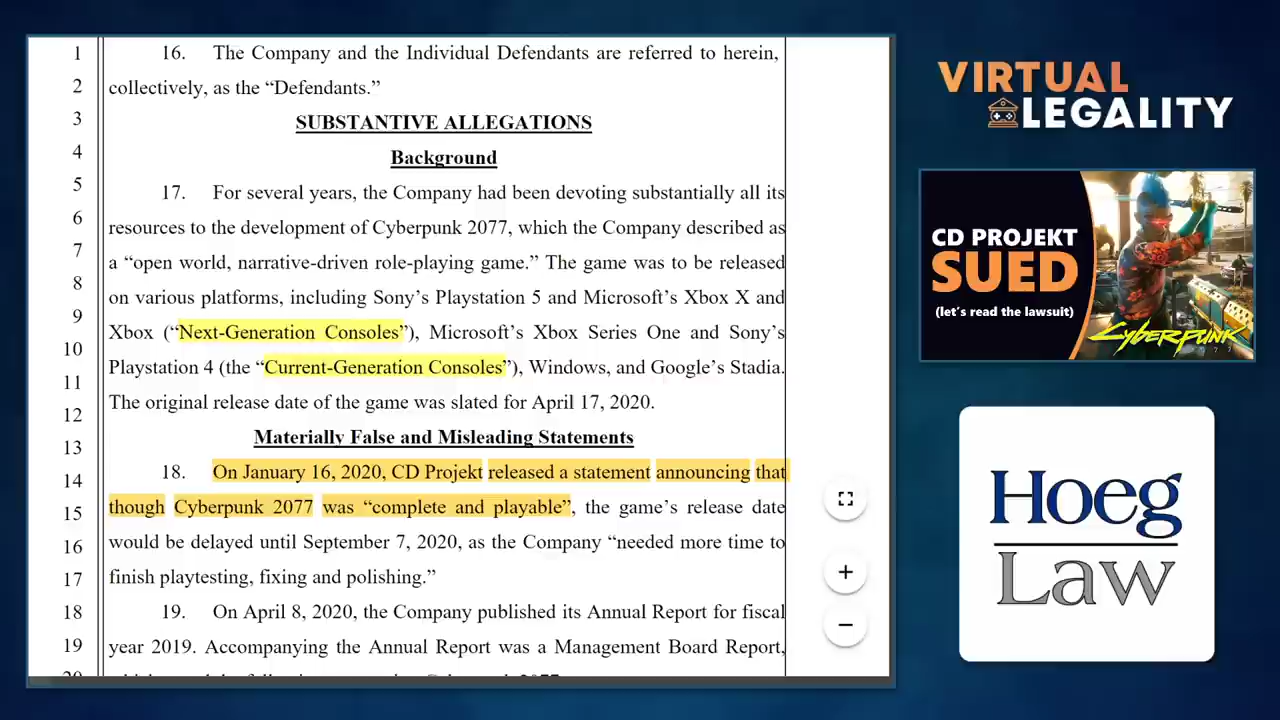 1
16. The Company and the Individual Defendants are referred to herein,
2
collectively, as the “Defendants.”
3
SUBSTANTIVE ALLEGATIONS
4
Background
5
17. For several years, the Company had been devoting substantially all its
6
resources to the development of Cyberpunk 2077, which the Company described as
7
a “open world, narrative-driven role-playing game.” The game was to be released
8
on various platforms, including Sony’s Playstation 5 and Microsoft’s Xbox X and
9
Xbox (“Next-Generation Consoles”), Microsoft’s Xbox Series One and Sony’s
10
Playstation 4 (the “Current-Generation Consoles”), Windows, and Google’s Stadia.
11
The original release date of the game was slated for April 17, 2020.
12
Materially False and Misleading Statements
13
18. On January 16, 2020, CD Projekt released a statement announcing that
14
though Cyberpunk 2077 was “complete and playable”, the game’s release date
15
would be delayed until September 7, 2020, as the Company “needed more time to
16
finish playtesting, fixing and polishing.”
17
19. On April 8, 2020, the Company published its Annual Report for fiscal
18
year 2019. Accompanying the Annual Report was a Management Board Report,
19
VIRTUAL
LEGALITY
CD PROJEKT
SUED
(let’s read the lawsuit)
Cyberpunk
2077
Hoeg
Law